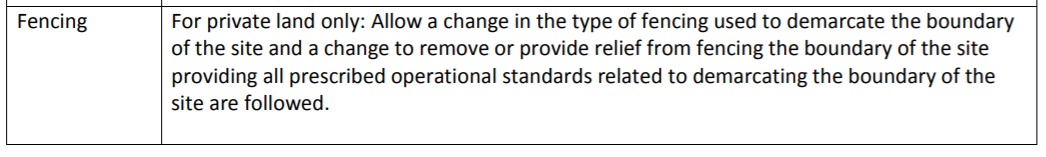 Fencing
For private land only: Allow a change in the type of fencing used to demarcate the boundary
of the site and a change to remove or provide relief from fencing the boundary of the site
providing all prescribed operational standards related to demarcating the boundary of the
site are followed.